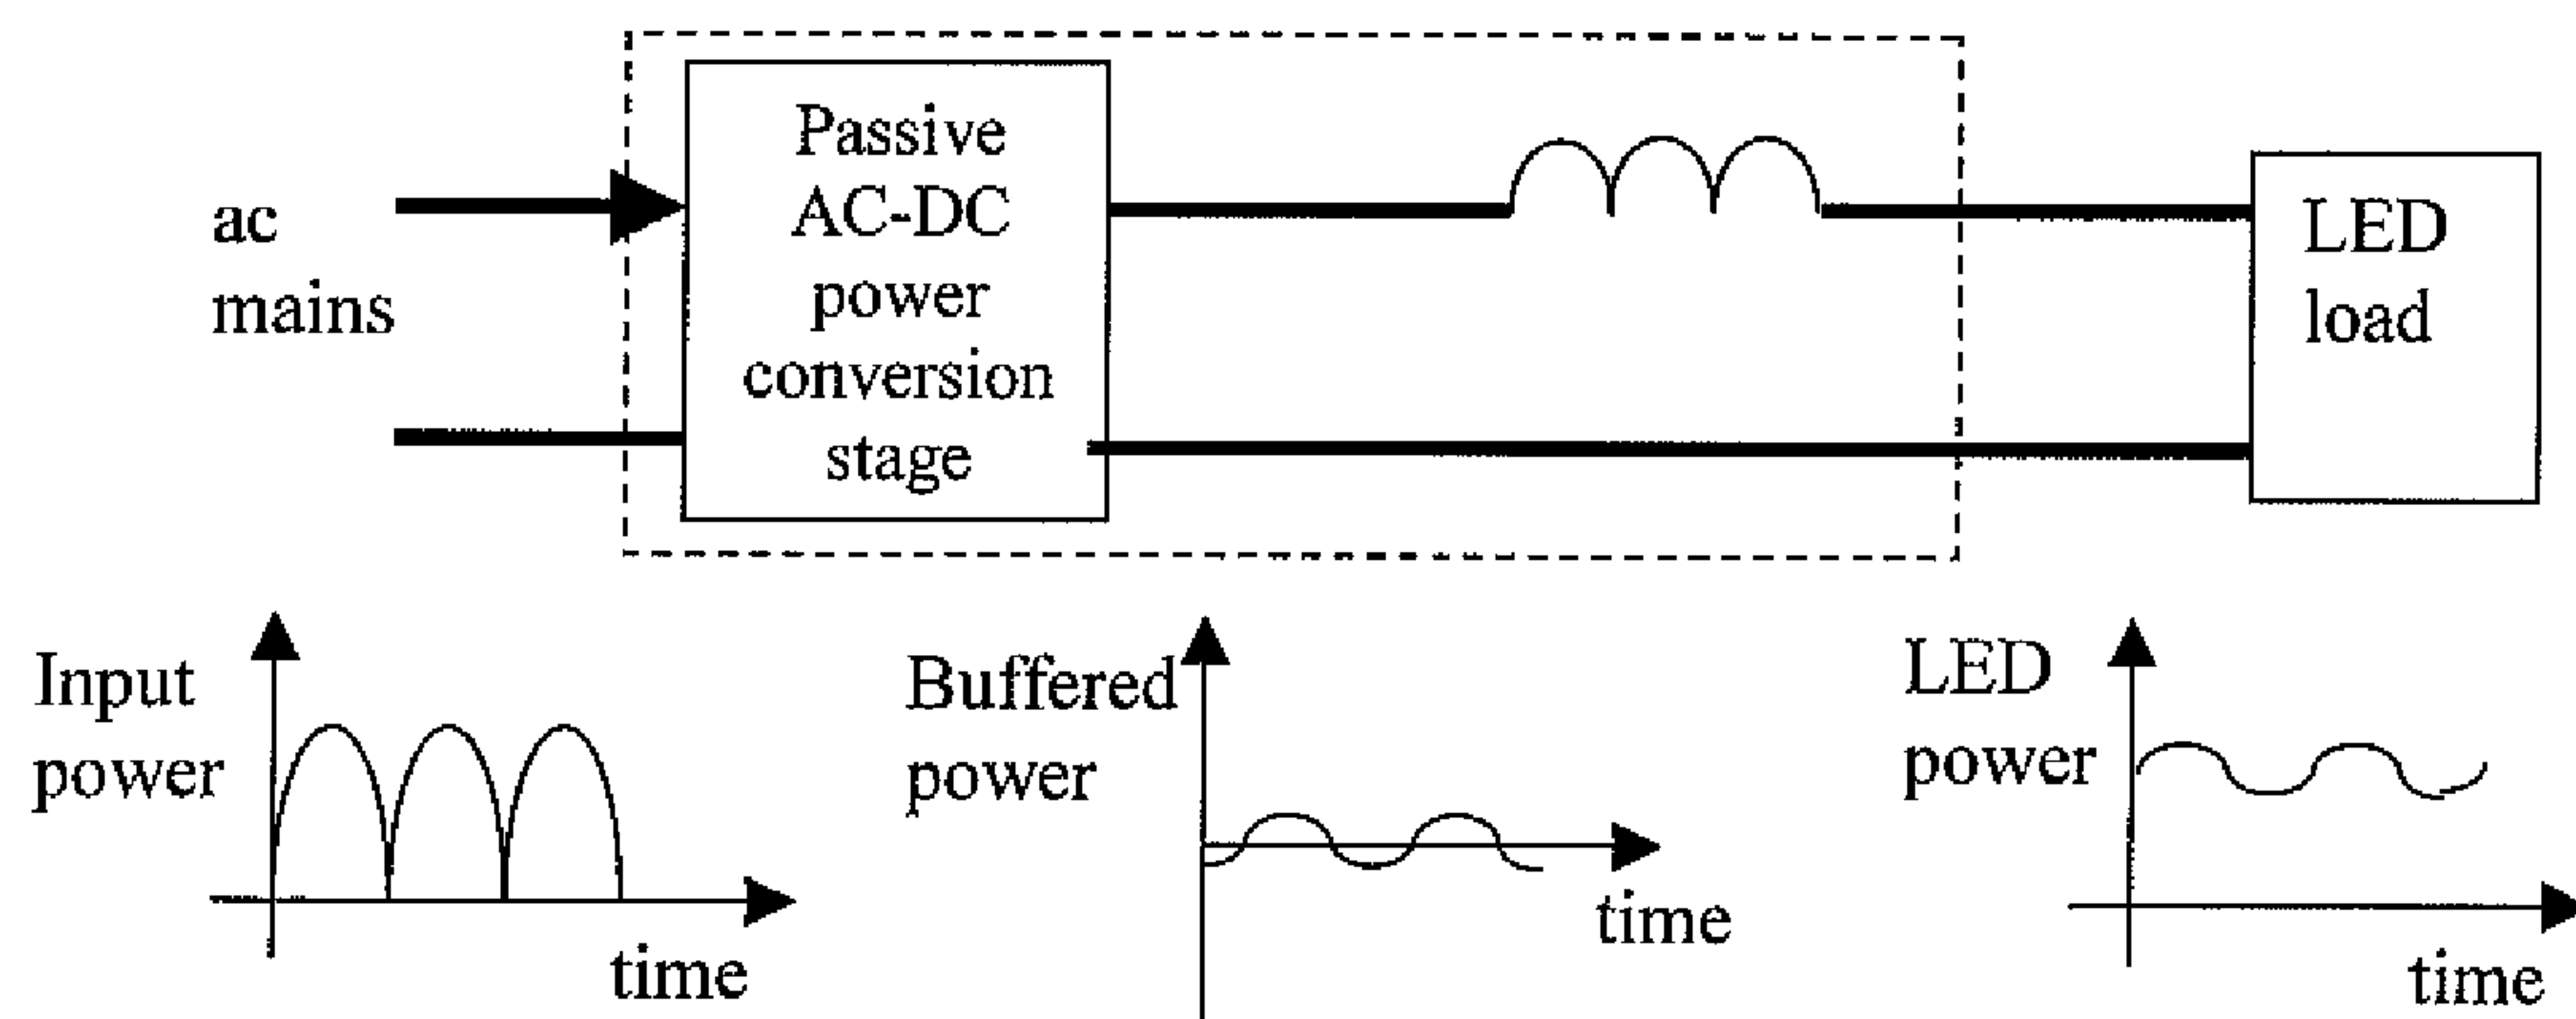 ac
mains
Passive
AC-DC
power
conversion
stage
LED
load
Input
power
time
Buffered
power
time
LED
power
time